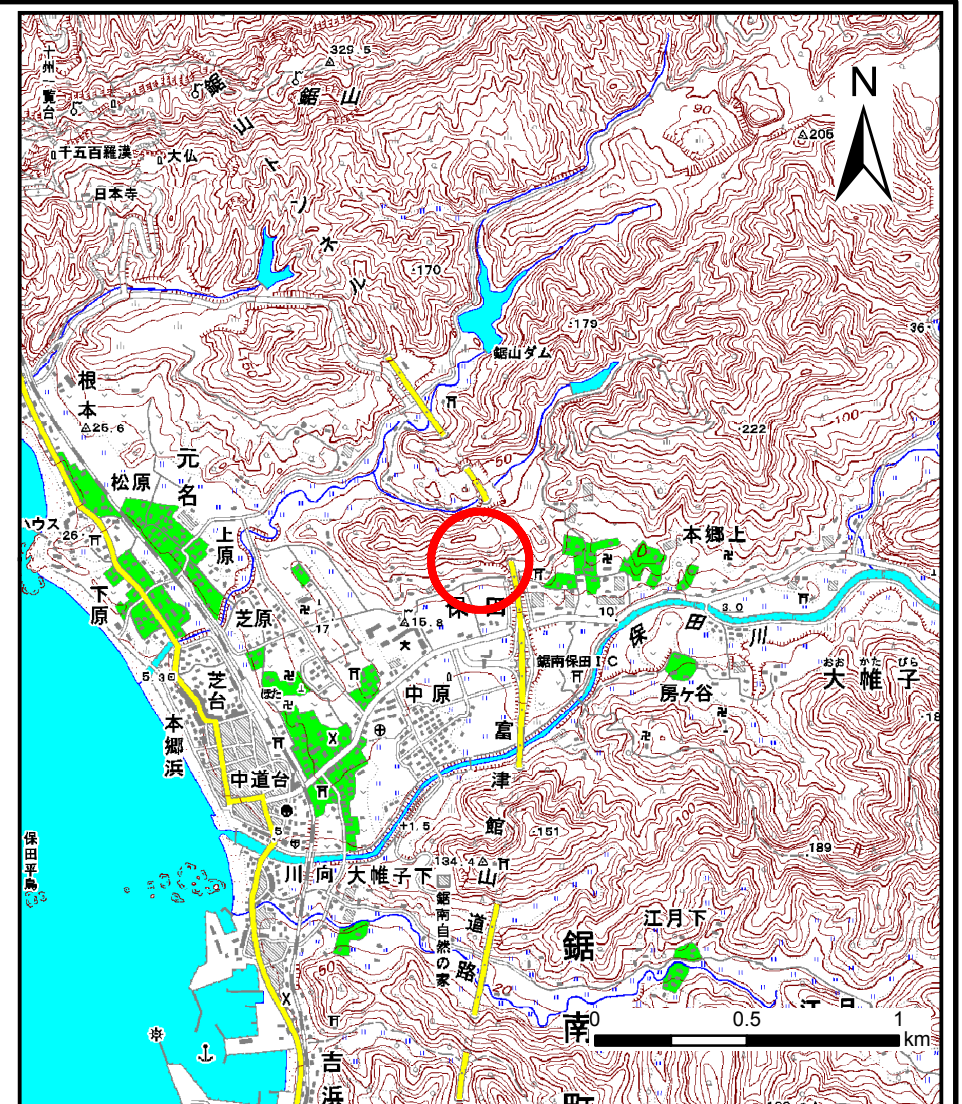 十州一覧台
329.5
鋸山
鋸山トンネル
N
90
206
千五百羅漢
大仏
日本寺
170
179
36
鋸山ダム
根本
25.6
100
222
50
元名
松原
ハウス
26
上原
本郷上
下原
芝原
17
保田
15.8
10
3.0
保田川
鋸南保田IC
おお かた びら
大帷子
房ヶ谷
5.3
芝台
中原
本郷浜
ほた
富津館山道路
中道台
5
+1.5
151
189
保田平島
川向
大帷子下
134.4
鋸南自然の家
江月下
50
20
鋸南町
0
0.5
1
km
吉浜